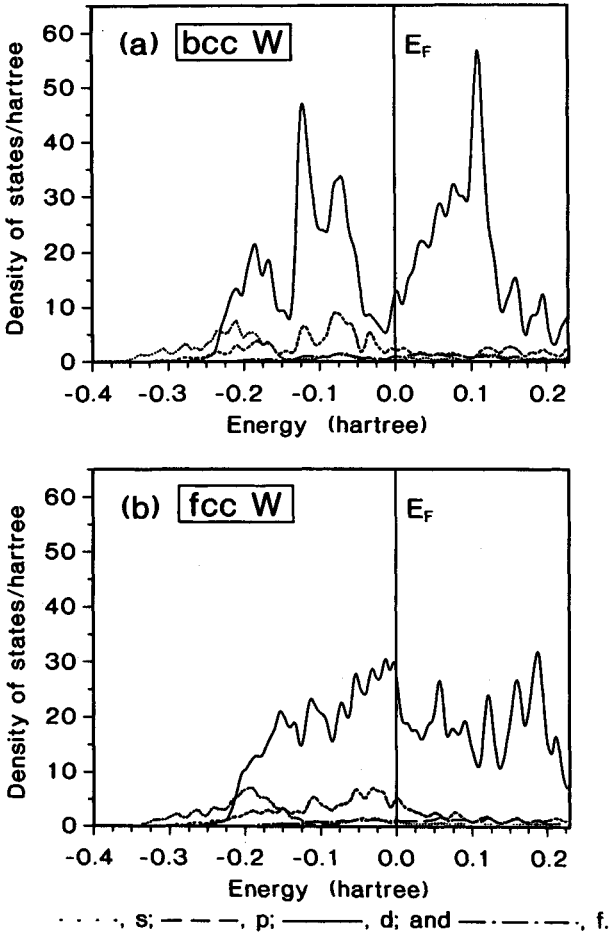 60
50
40
30
20
10
0
Density of states/hartree
(a) bcc W
E_F
-0.4 -0.3 -0.2 -0.1 0.0 0.1 0.2
Energy (hartree)
60
50
40
30
20
10
0
Density of states/hartree
(b) fcc W
E_F
-0.4 -0.3 -0.2 -0.1 0.0 0.1 0.2
Energy (hartree)
· · · ·, s; — — —, p; ———, d; and —·—·—, f.